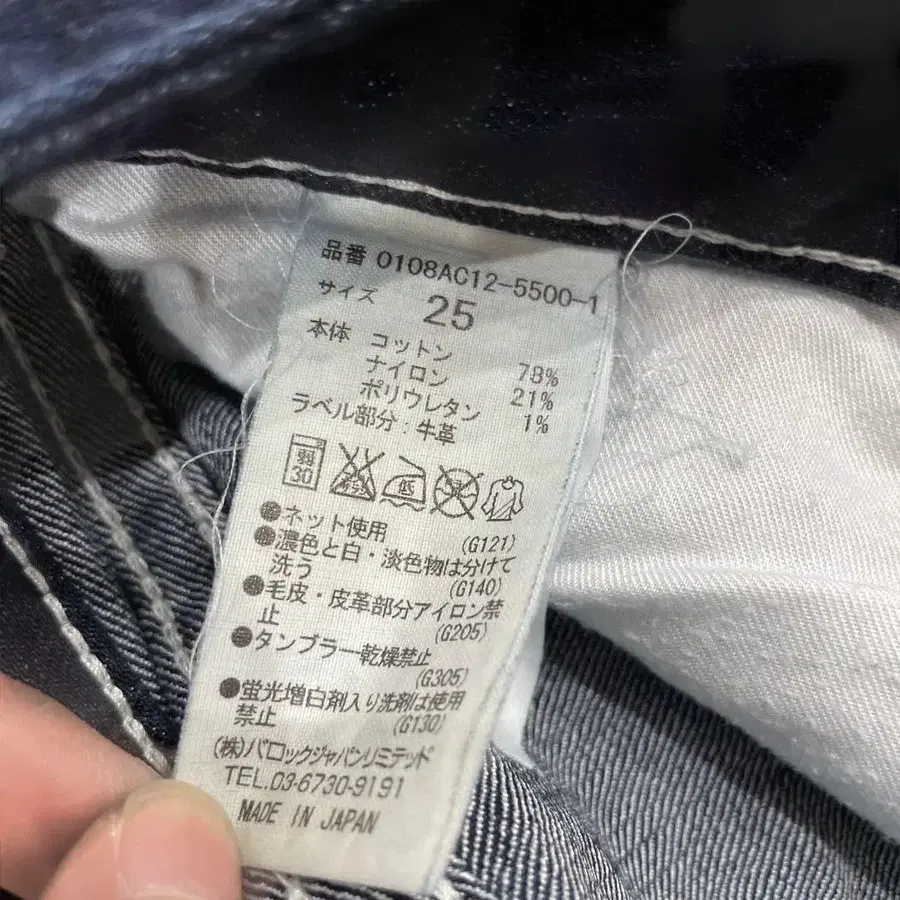 品番 0108AC12-5500-1
サイズ 25
本体 コットン 78%
ナイロン 21%
ポリウレタン 1%
ラベル部分:牛革
弱 30 低
●ネット使用 (G121)
●濃色と白・淡色物は分けて
洗う (G140)
●毛皮・皮革部分アイロン禁
止 (G205)
●タンブラー乾燥禁止
(G305)
●蛍光増白剤入り洗剤は使用
禁止 (G130)
(株)バロックジャパンリミテッド
TEL.03-6730-9191
MADE IN JAPAN